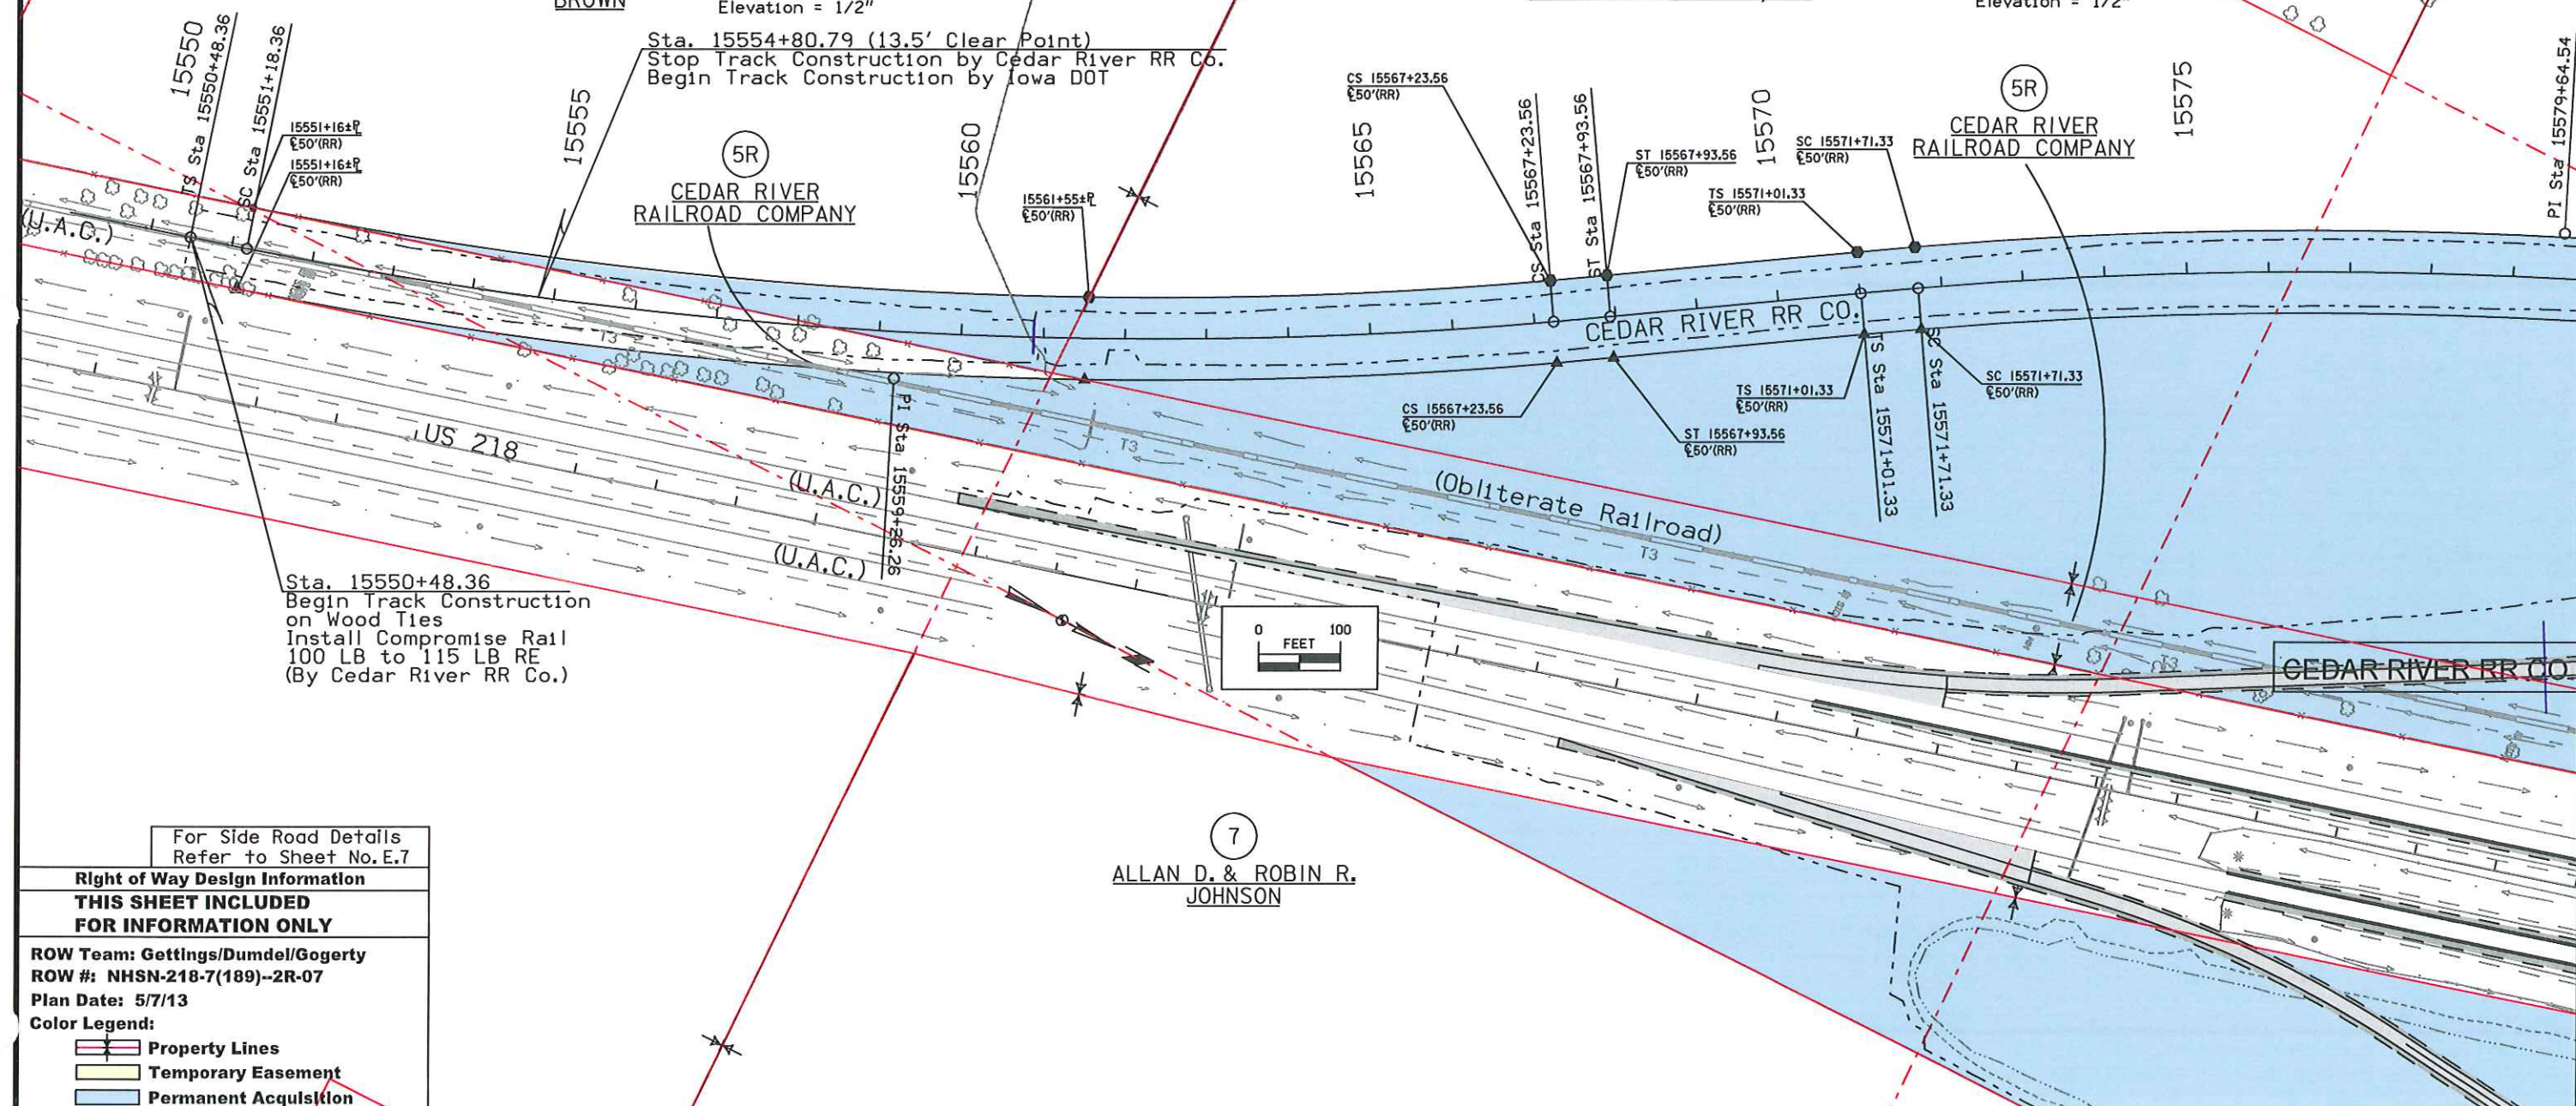 BROWN
Elevation = 1/2"
Elevation = 1/2"
15550
TS Sta 15550+48.36
SC Sta 15551+18.36
15551+16±℄
℄50'(RR)
15551+16±℄
℄50'(RR)
15555
Sta. 15554+80.79 (13.5' Clear Point)
Stop Track Construction by Cedar River RR Co.
Begin Track Construction by Iowa DOT
5R
CEDAR RIVER
RAILROAD COMPANY
15560
15561+55±℄
℄50'(RR)
15565
CS 15567+23.56
℄50'(RR)
CS Sta 15567+23.56
ST Sta 15567+93.56
ST 15567+93.56
℄50'(RR)
15570
TS 15571+01.33
℄50'(RR)
SC 15571+71.33
℄50'(RR)
5R
CEDAR RIVER
RAILROAD COMPANY
15575
PI Sta 15579+64.54
(U.A.C.)
T3
CEDAR RIVER RR CO.
CS 15567+23.56
℄50'(RR)
ST 15567+93.56
℄50'(RR)
TS 15571+01.33
℄50'(RR)
TS Sta 15571+01.33
SC Sta 15571+71.33
SC 15571+71.33
℄50'(RR)
US 218
PI Sta 15559+26.26
T3
(U.A.C.)
(U.A.C.)
(Obliterate Railroad)
T3
T3
Sta. 15550+48.36
Begin Track Construction
on Wood Ties
Install Compromise Rail
100 LB to 115 LB RE
(By Cedar River RR Co.)
0 100
FEET
CEDAR RIVER RR CO.
7
ALLAN D. & ROBIN R.
JOHNSON
For Side Road Details
Refer to Sheet No. E.7
Right of Way Design Information
THIS SHEET INCLUDED
FOR INFORMATION ONLY
ROW Team: Gettings/Dumdel/Gogerty
ROW #: NHSN-218-7(189)--2R-07
Plan Date: 5/7/13
Color Legend:
Property Lines
Temporary Easement
Permanent Acquisition